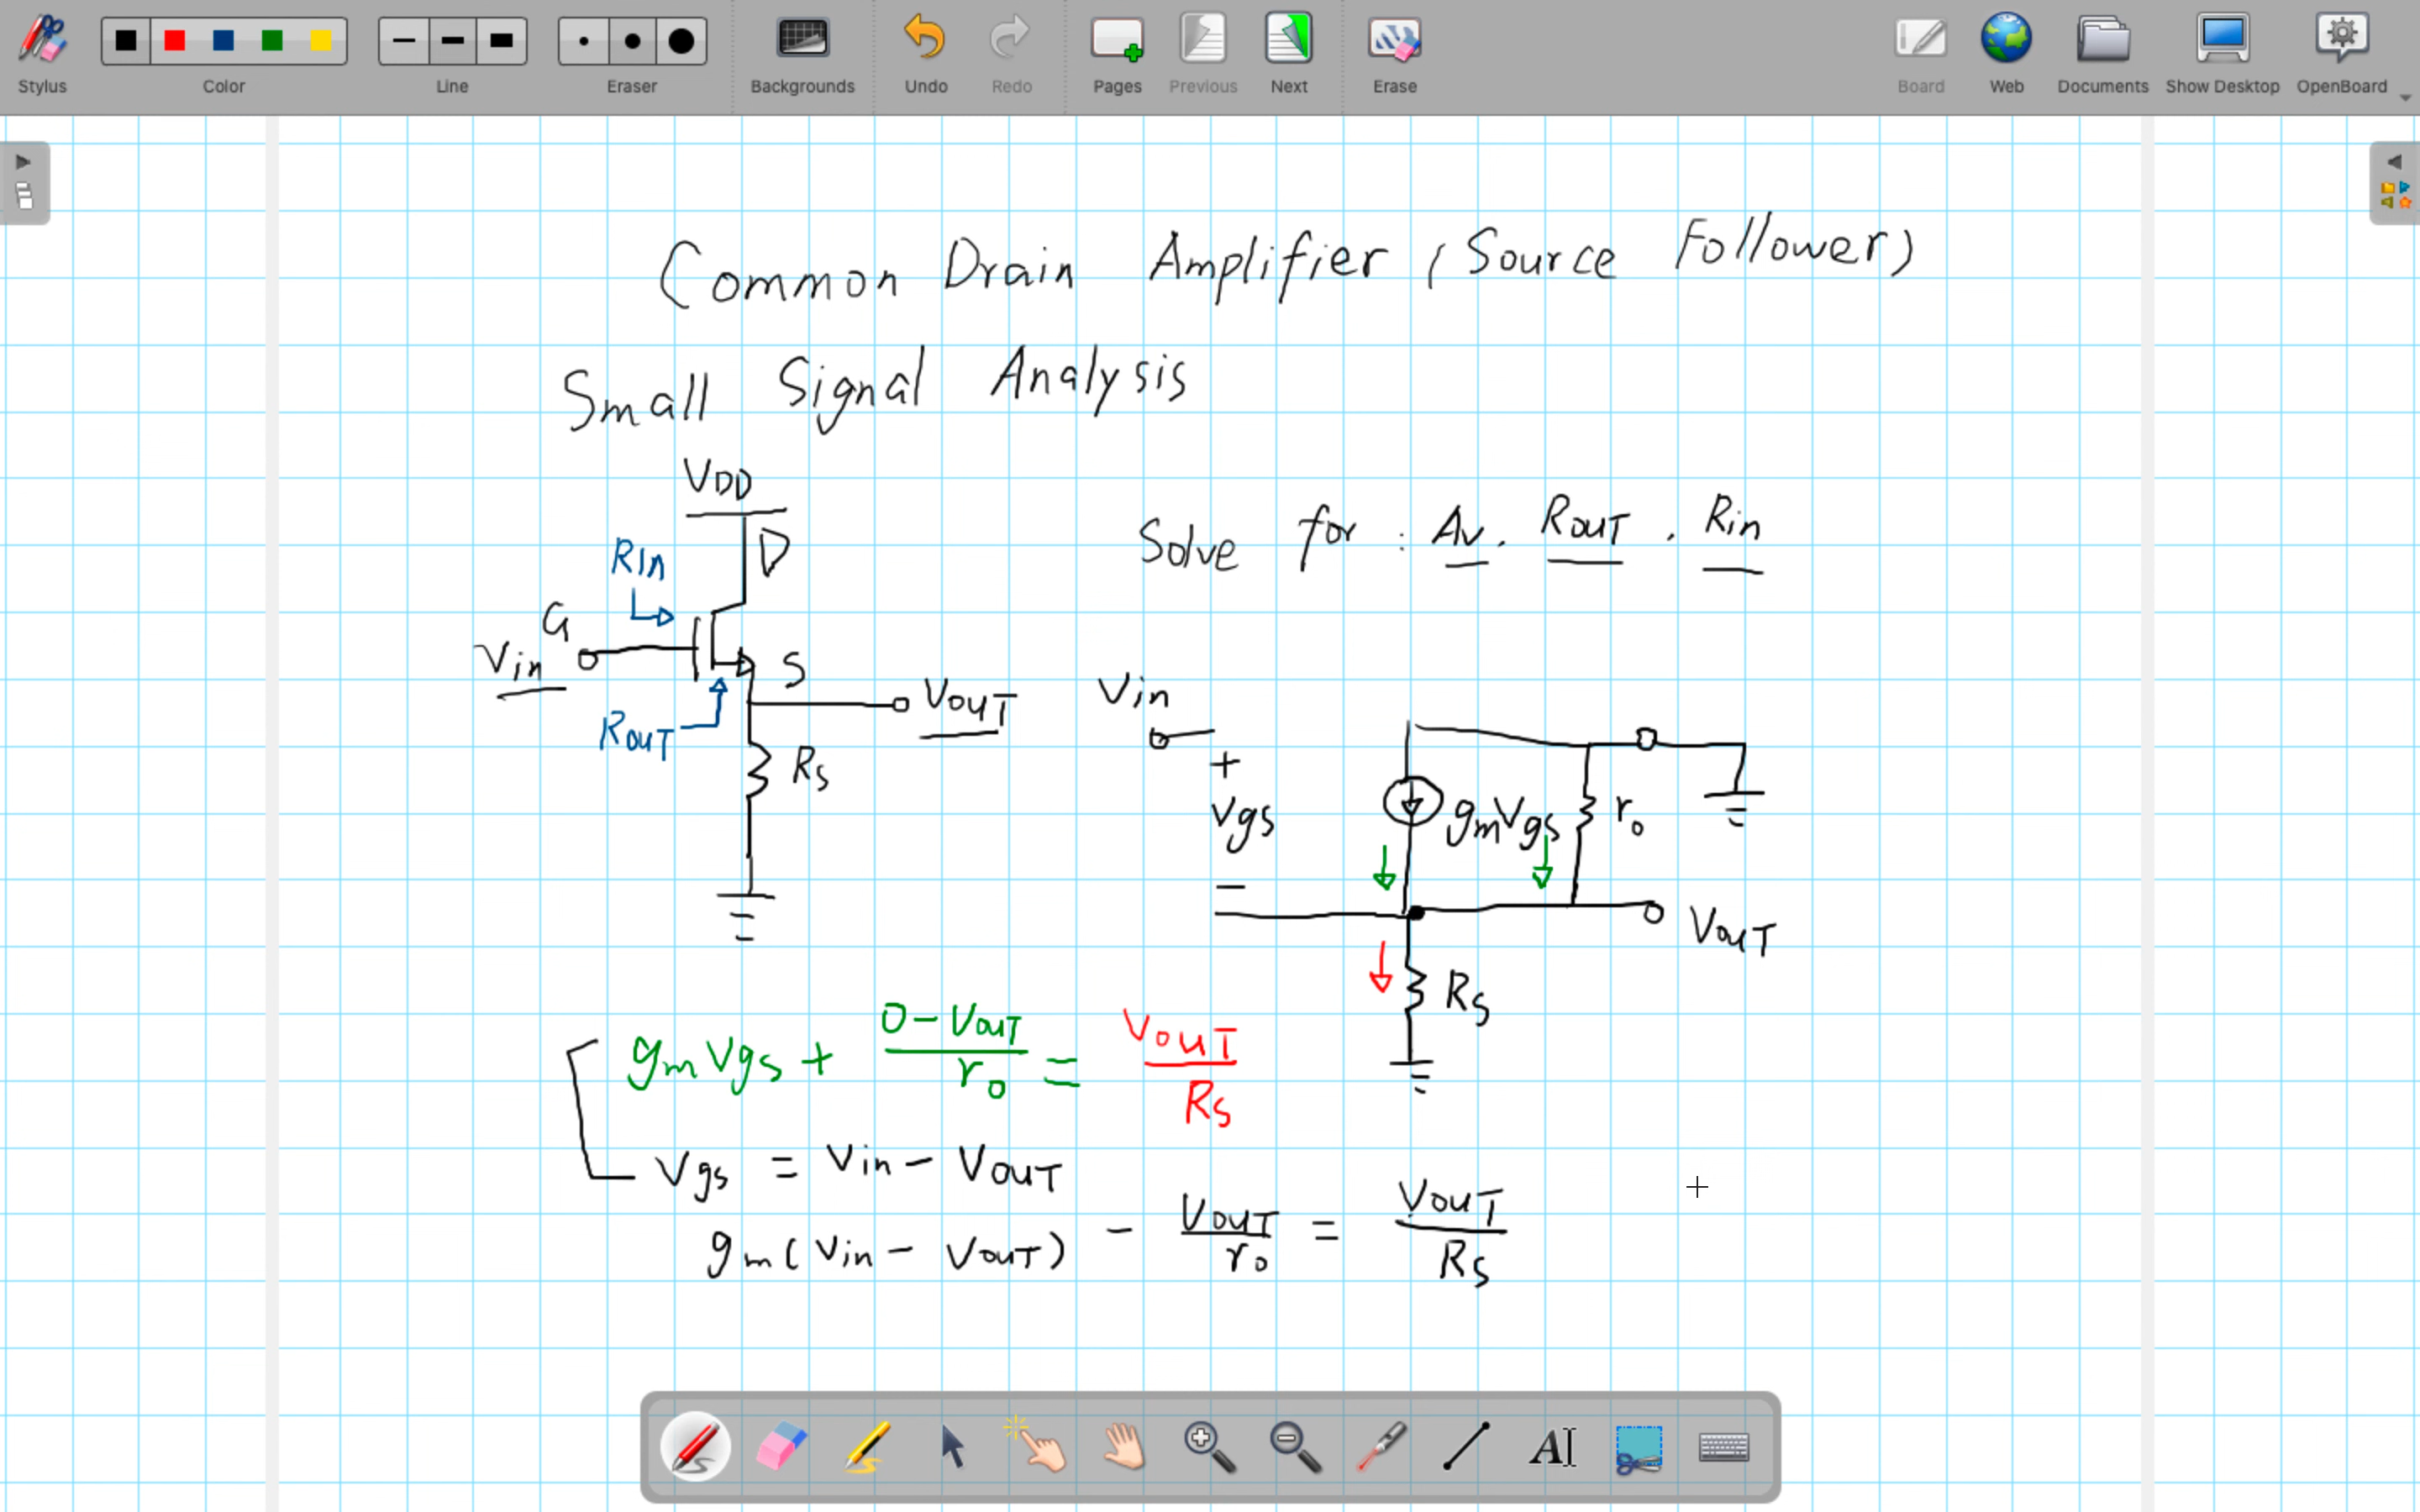 Stylus Color Line Eraser Backgrounds Undo Redo Pages Previous Next Erase Board Web Documents Show Desktop OpenBoard
Common Drain Amplifier (Source Follower)
Small Signal Analysis
VDD
D
RIn
G
Vin
S
VOUT
ROUT
Rs
Solve for : Av. ROUT . Rin
Vin
+
Vgs
−
gmVgs
ro
VOUT
Rs
gmVgs + 0-VOUT/ro = VOUT/Rs
Vgs = Vin - VOUT
gm(Vin - VOUT) - VOUT/ro = VOUT/Rs
AI